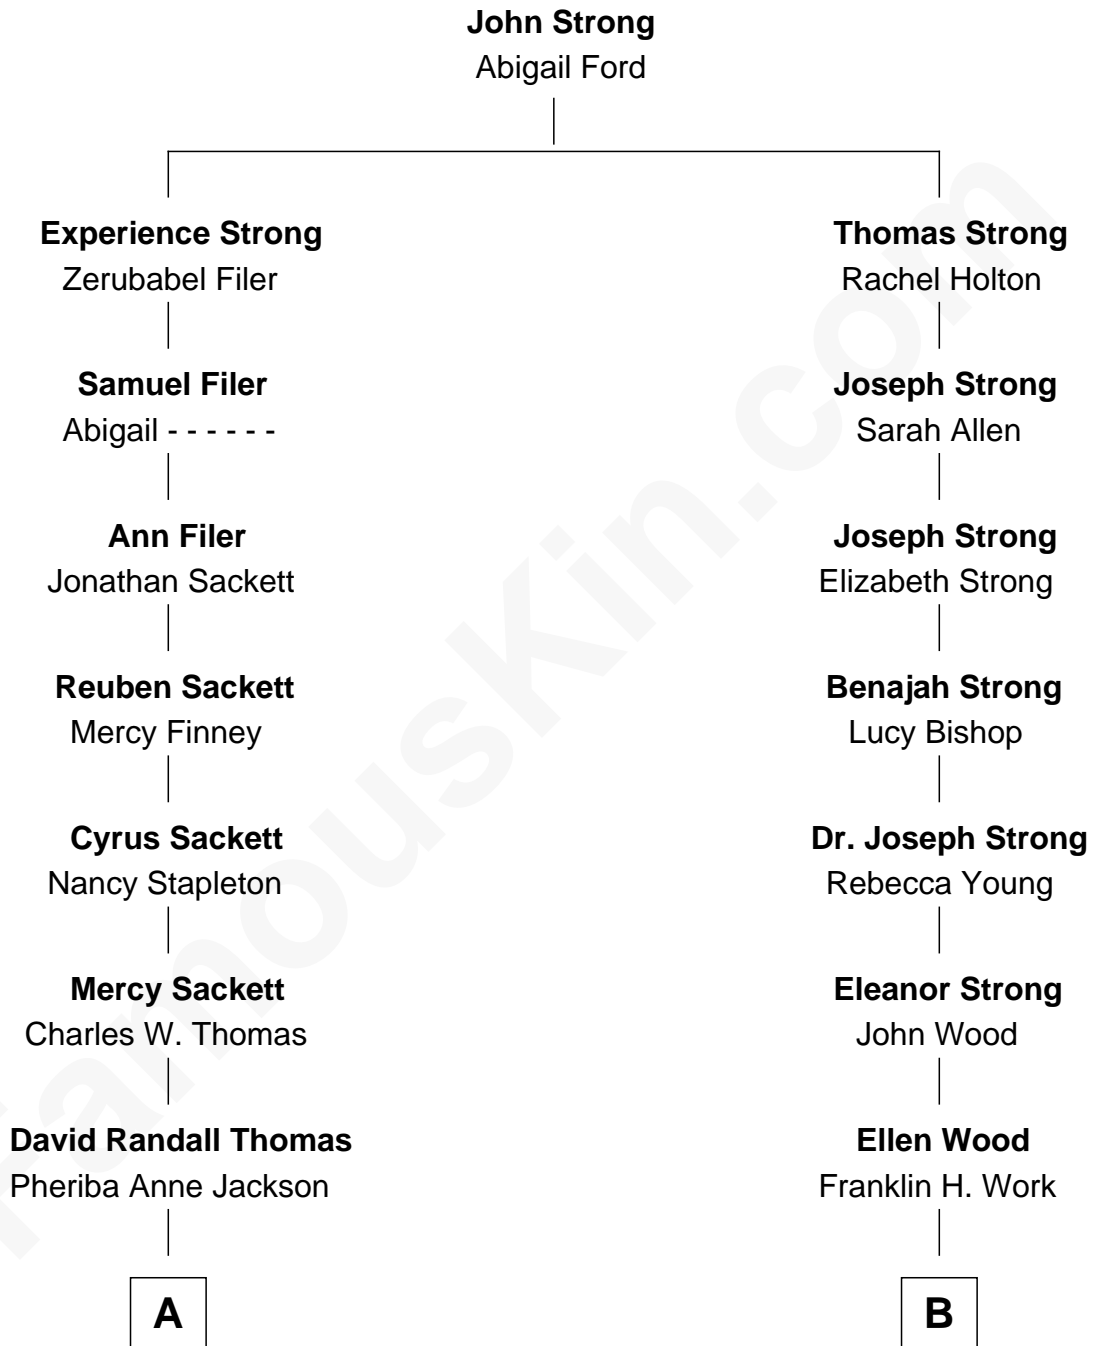 John Strong
Abigail Ford
Experience Strong
Zerubabel Filer
Thomas Strong
Rachel Holton
Samuel Filer
Abigail - - - - - -
Joseph Strong
Sarah Allen
Ann Filer
Jonathan Sackett
Joseph Strong
Elizabeth Strong
Reuben Sackett
Mercy Finney
Benajah Strong
Lucy Bishop
Cyrus Sackett
Nancy Stapleton
Dr. Joseph Strong
Rebecca Young
Mercy Sackett
Charles W. Thomas
Eleanor Strong
John Wood
David Randall Thomas
Pheriba Anne Jackson
Ellen Wood
Franklin H. Work
A
B
FamousKin.com